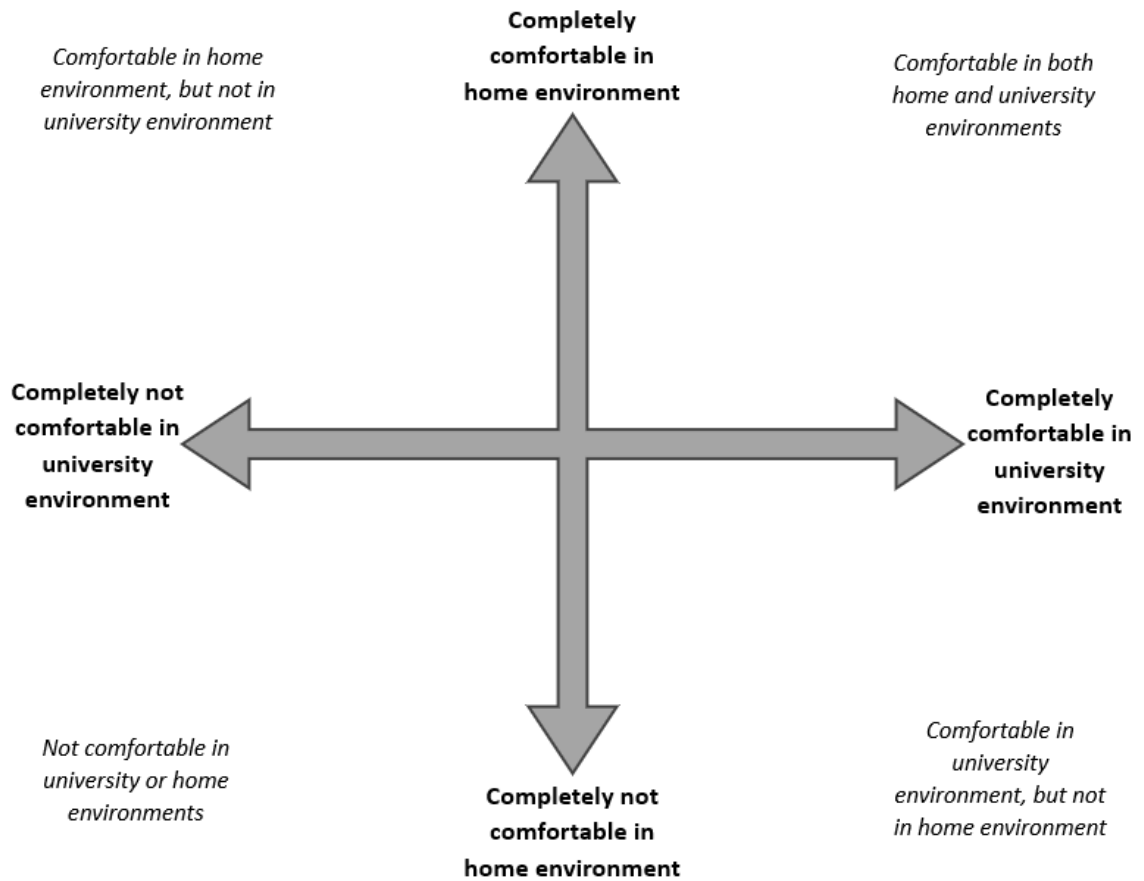 Completely
comfortable in
home environment
Comfortable in home
environment, but not in
university environment
Comfortable in both
home and university
environments
Completely not
comfortable in
university
environment
Completely
comfortable in
university
environment
Not comfortable in
university or home
environments
Completely not
comfortable in
home environment
Comfortable in
university
environment, but not
in home environment